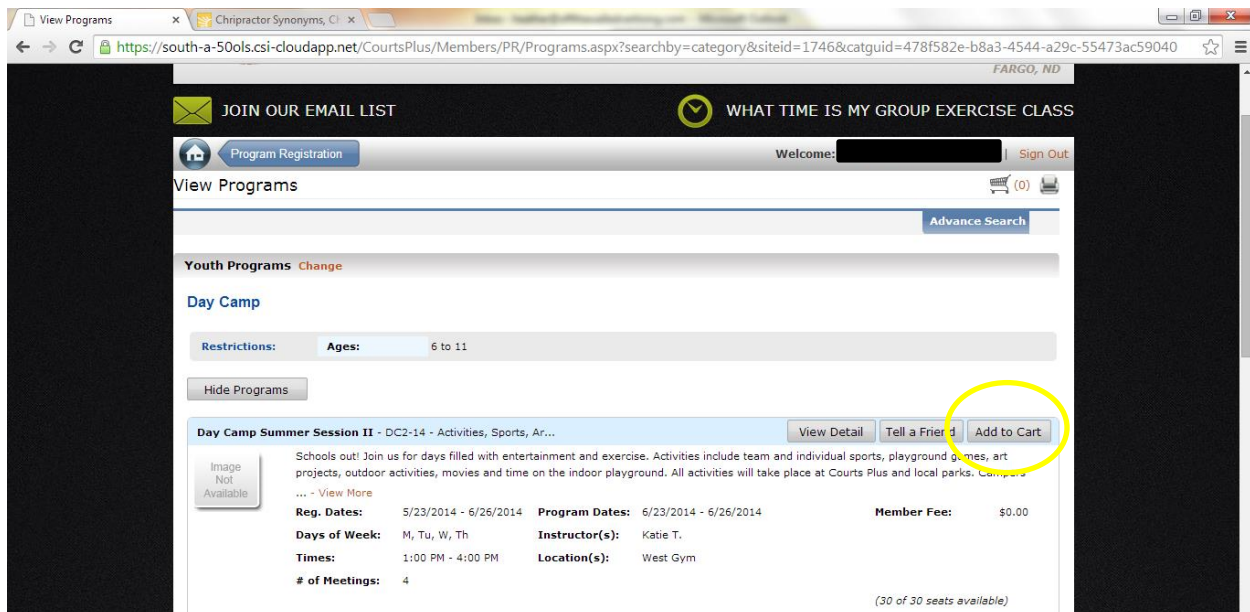 View Programs x Chripractor Synonyms, Ch x
https://south-a-50ols.csi-cloudapp.net/CourtsPlus/Members/PR/Programs.aspx?searchby=category&siteid=1746&catguid=478f582e-b8a3-4544-a29c-55473ac59040
FARGO, ND
JOIN OUR EMAIL LIST WHAT TIME IS MY GROUP EXERCISE CLASS
Program Registration Welcome: | Sign Out
View Programs (0)
Advance Search
Youth Programs Change
Day Camp
Restrictions: Ages: 6 to 11
Hide Programs
Day Camp Summer Session II - DC2-14 - Activities, Sports, Ar... View Detail Tell a Friend Add to Cart
Image
Not
Available
Schools out! Join us for days filled with entertainment and exercise. Activities include team and individual sports, playground games, art
projects, outdoor activities, movies and time on the indoor playground. All activities will take place at Courts Plus and local parks. Campers
... - View More
Reg. Dates: 5/23/2014 - 6/26/2014 Program Dates: 6/23/2014 - 6/26/2014 Member Fee: $0.00
Days of Week: M, Tu, W, Th Instructor(s): Katie T.
Times: 1:00 PM - 4:00 PM Location(s): West Gym
# of Meetings: 4
(30 of 30 seats available)